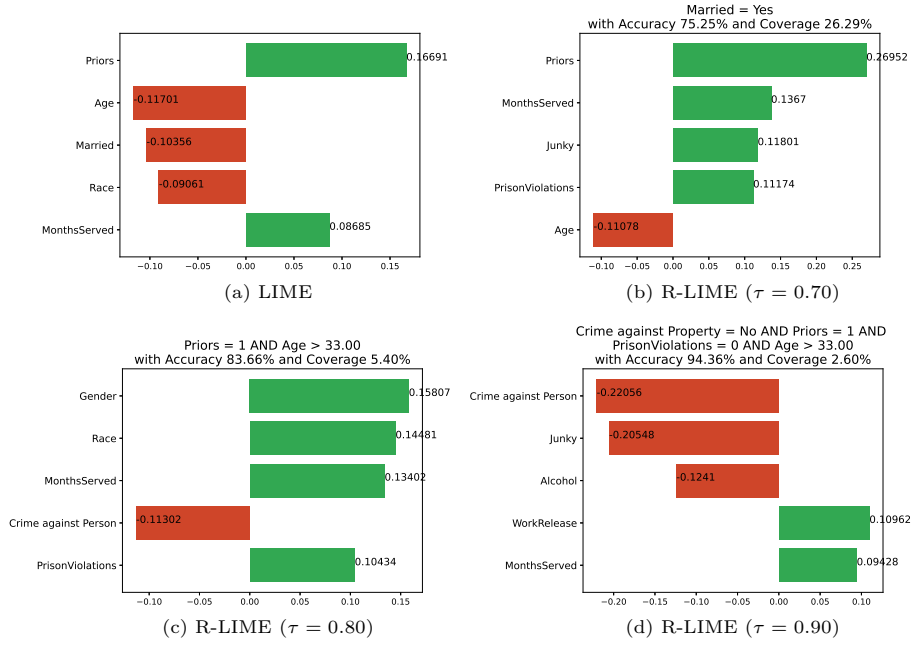 Priors
Age
Married
Race
MonthsServed
0.16691
-0.11701
-0.10356
-0.09061
0.08685
−0.10 −0.05 0.00 0.05 0.10 0.15
(a) LIME
Married = Yes
with Accuracy 75.25% and Coverage 26.29%
Priors
MonthsServed
Junky
PrisonViolations
Age
0.26952
0.1367
0.11801
0.11174
-0.11078
−0.10 −0.05 0.00 0.05 0.10 0.15 0.20 0.25
(b) R-LIME (τ = 0.70)
Priors = 1 AND Age > 33.00
with Accuracy 83.66% and Coverage 5.40%
Gender
Race
MonthsServed
Crime against Person
PrisonViolations
0.15807
0.14481
0.13402
-0.11302
0.10434
−0.10 −0.05 0.00 0.05 0.10 0.15
(c) R-LIME (τ = 0.80)
Crime against Property = No AND Priors = 1 AND
PrisonViolations = 0 AND Age > 33.00
with Accuracy 94.36% and Coverage 2.60%
Crime against Person
Junky
Alcohol
WorkRelease
MonthsServed
-0.22056
-0.20548
-0.1241
0.10962
0.09428
−0.20 −0.15 −0.10 −0.05 0.00 0.05 0.10
(d) R-LIME (τ = 0.90)